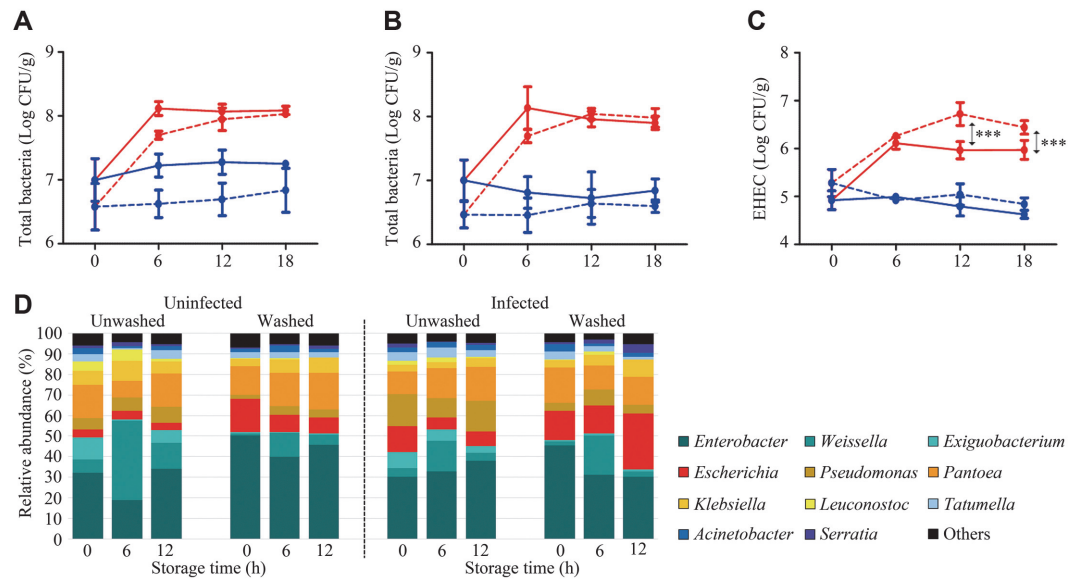 A
B
C
Total bacteria (Log CFU/g)
9
8
7
6
0 6 12 18
Total bacteria (Log CFU/g)
9
8
7
6
0 6 12 18
EHEC (Log CFU/g)
8
7
6
5
4
***
***
0 6 12 18
D
Uninfected
Infected
Unwashed
Washed
Unwashed
Washed
Relative abundance (%)
100
90
80
70
60
50
40
30
20
10
0
0 6 12
0 6 12
0 6 12
0 6 12
Storage time (h)
Storage time (h)
Enterobacter
Weissella
Exiguobacterium
Escherichia
Pseudomonas
Pantoea
Klebsiella
Leuconostoc
Tatumella
Acinetobacter
Serratia
Others